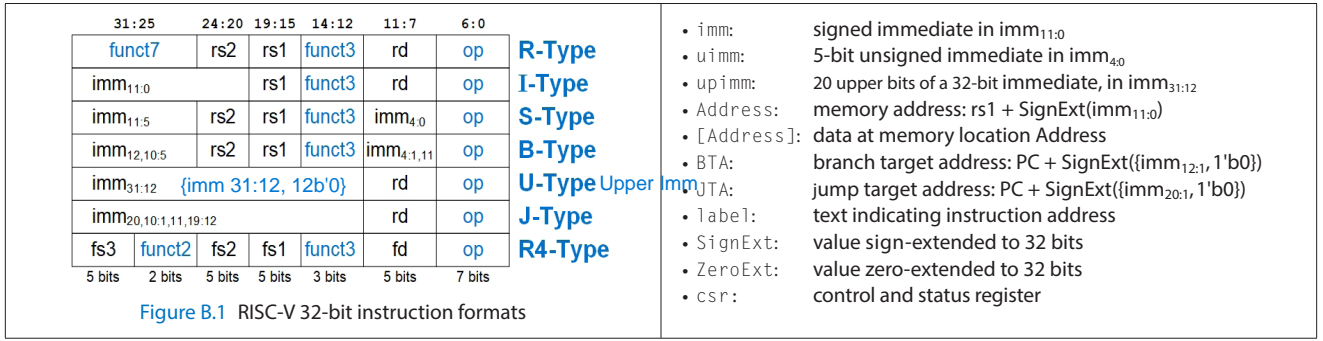 31:25 24:20 19:15 14:12 11:7 6:0
funct7 rs2 rs1 funct3 rd op R-Type
imm11:0 rs1 funct3 rd op I-Type
imm11:5 rs2 rs1 funct3 imm4:0 op S-Type
imm12,10:5 rs2 rs1 funct3 imm4:1,11 op B-Type
imm31:12 {imm 31:12, 12b'0} rd op U-Type Upper Imm
imm20,10:1,11,19:12 rd op J-Type
fs3 funct2 fs2 fs1 funct3 fd op R4-Type
5 bits 2 bits 5 bits 5 bits 3 bits 5 bits 7 bits
Figure B.1 RISC-V 32-bit instruction formats
• imm: signed immediate in imm11:0
• uimm: 5-bit unsigned immediate in imm4:0
• upimm: 20 upper bits of a 32-bit immediate, in imm31:12
• Address: memory address: rs1 + SignExt(imm11:0)
• [Address]: data at memory location Address
• BTA: branch target address: PC + SignExt({imm12:1, 1'b0})
• JTA: jump target address: PC + SignExt({imm20:1, 1'b0})
• label: text indicating instruction address
• SignExt: value sign-extended to 32 bits
• ZeroExt: value zero-extended to 32 bits
• csr: control and status register